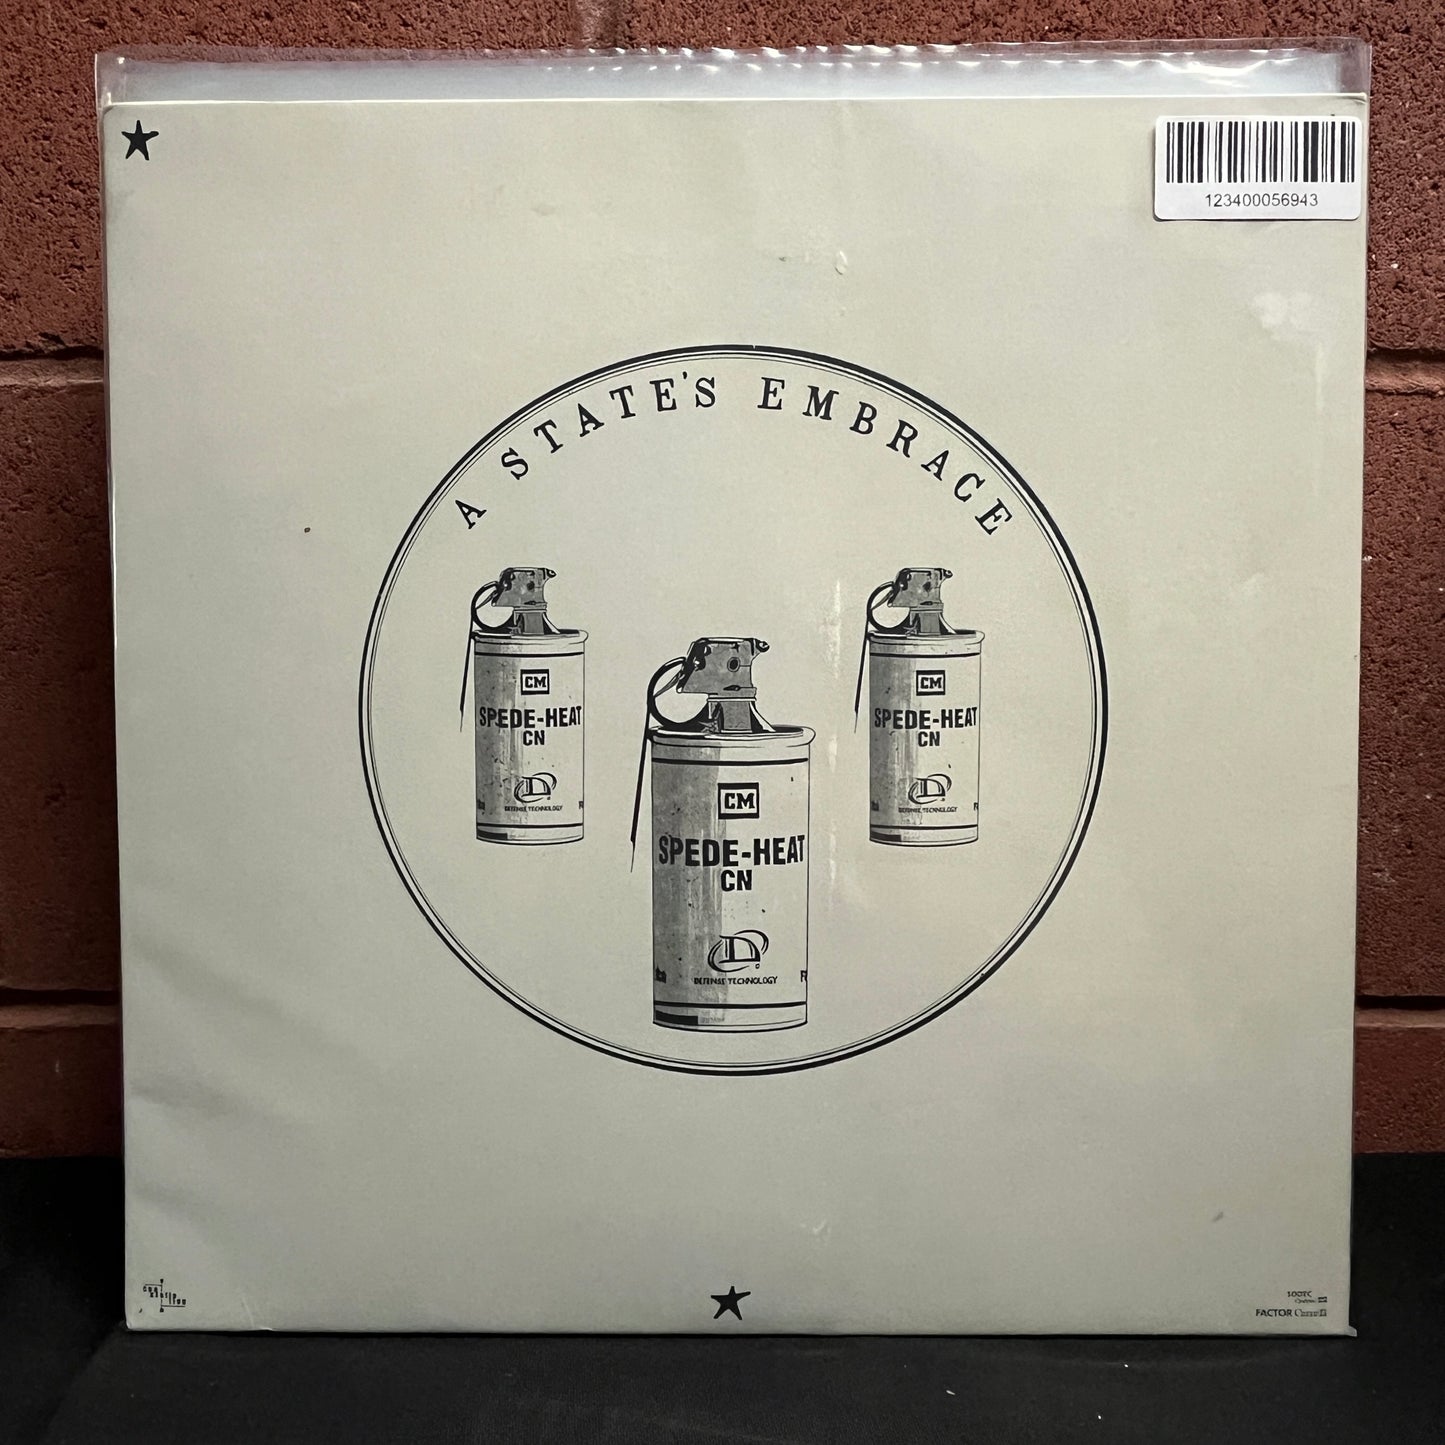 123400056943
A STATE'S EMBRACE
CM
SPEDE-HEAT
CN
D
DEFENSE TECHNOLOGY
CM
SPEDE-HEAT
CN
D
DEFENSE TECHNOLOGY
CM
SPEDE-HEAT
CN
D
DEFENSE TECHNOLOGY
FACTOR Canada